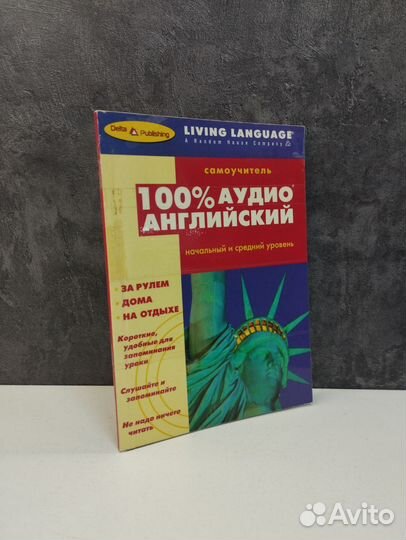 Delta Publishing
LIVING LANGUAGE®
A Random House Company
самоучитель
100% АУДИО
АНГЛИЙСКИЙ
начальный и средний уровень
• ЗА РУЛЕМ
• ДОМА
• НА ОТДЫХЕ
Короткие,
удобные для
запоминания
уроки
Слушайте и
запоминайте
Не надо ничего
читать
Avito